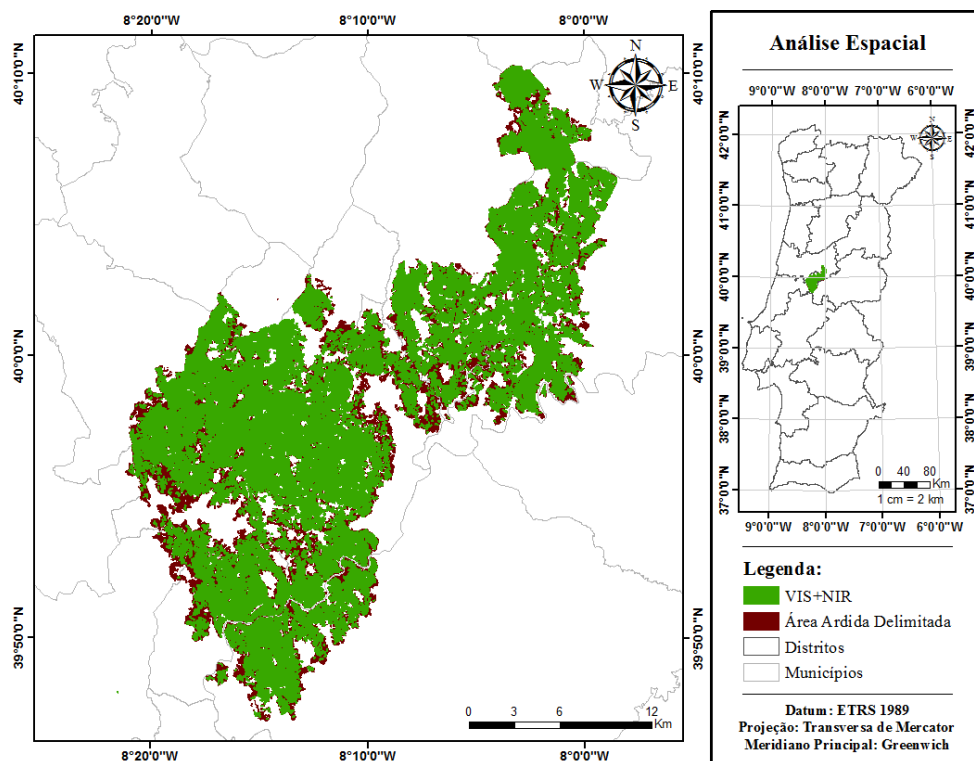 8°20'0"W 8°10'0"W 8°0'0"W
40°10'0"N
40°0'0"N
39°50'0"N
N
W E
S
40°10'0"N
40°0'0"N
39°50'0"N
0 3 6 12
Km
8°20'0"W 8°10'0"W 8°0'0"W
Análise Espacial
9°0'0"W 8°0'0"W 7°0'0"W 6°0'0"W
42°0'0"N
41°0'0"N
40°0'0"N
39°0'0"N
38°0'0"N
37°0'0"N
N
W E
S
42°0'0"N
41°0'0"N
40°0'0"N
39°0'0"N
38°0'0"N
37°0'0"N
0 40 80
Km
1 cm = 2 km
9°0'0"W 8°0'0"W 7°0'0"W 6°0'0"W
Legenda:
VIS+NIR
Área Ardida Delimitada
Distritos
Municípios
Datum: ETRS 1989
Projeção: Transversa de Mercator
Meridiano Principal: Greenwich